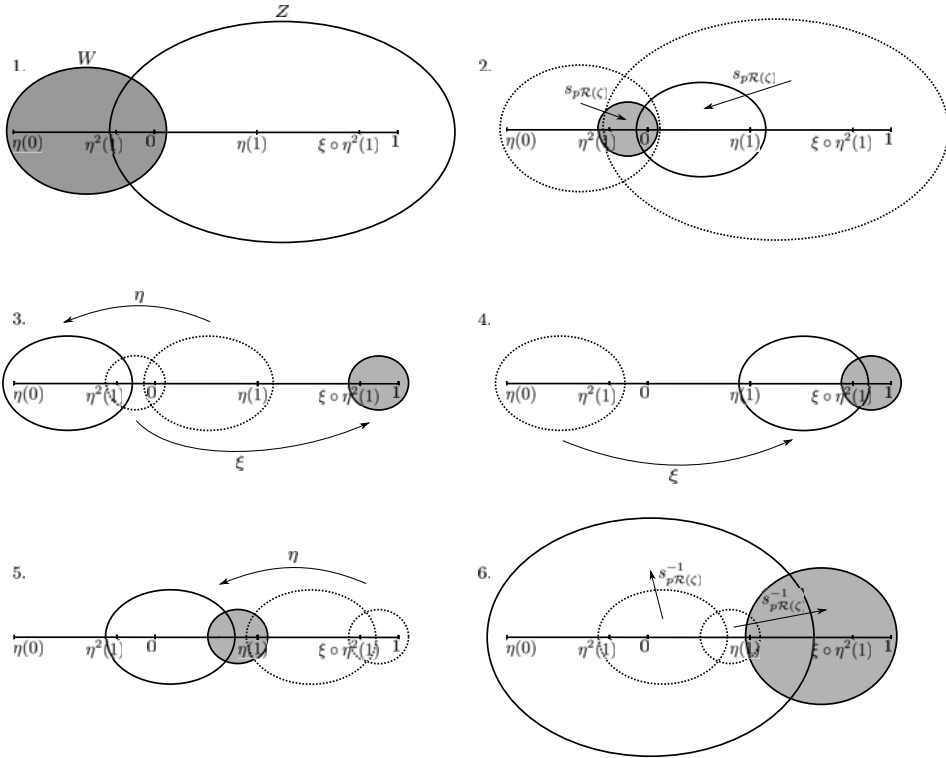 Z
1.
W
η(0)
η²(1)
0
η(1)
ξ ∘ η²(1)
1
2.
s_{pR(ζ)}
s_{pR(ζ)}
η(0)
η²(1)
0
η(1)
ξ ∘ η²(1)
1
3.
η
η(0)
η²(1)
0
η(1)
ξ ∘ η²(1)
1
ξ
4.
η(0)
η²(1)
0
η(1)
ξ ∘ η²(1)
1
ξ
5.
η
η(0)
η²(1)
0
η(1)
ξ ∘ η²(1)
1
6.
s⁻¹_{pR(ζ)}
s⁻¹_{pR(ζ)}
η(0)
η²(1)
0
η(1)
ξ ∘ η²(1)
1